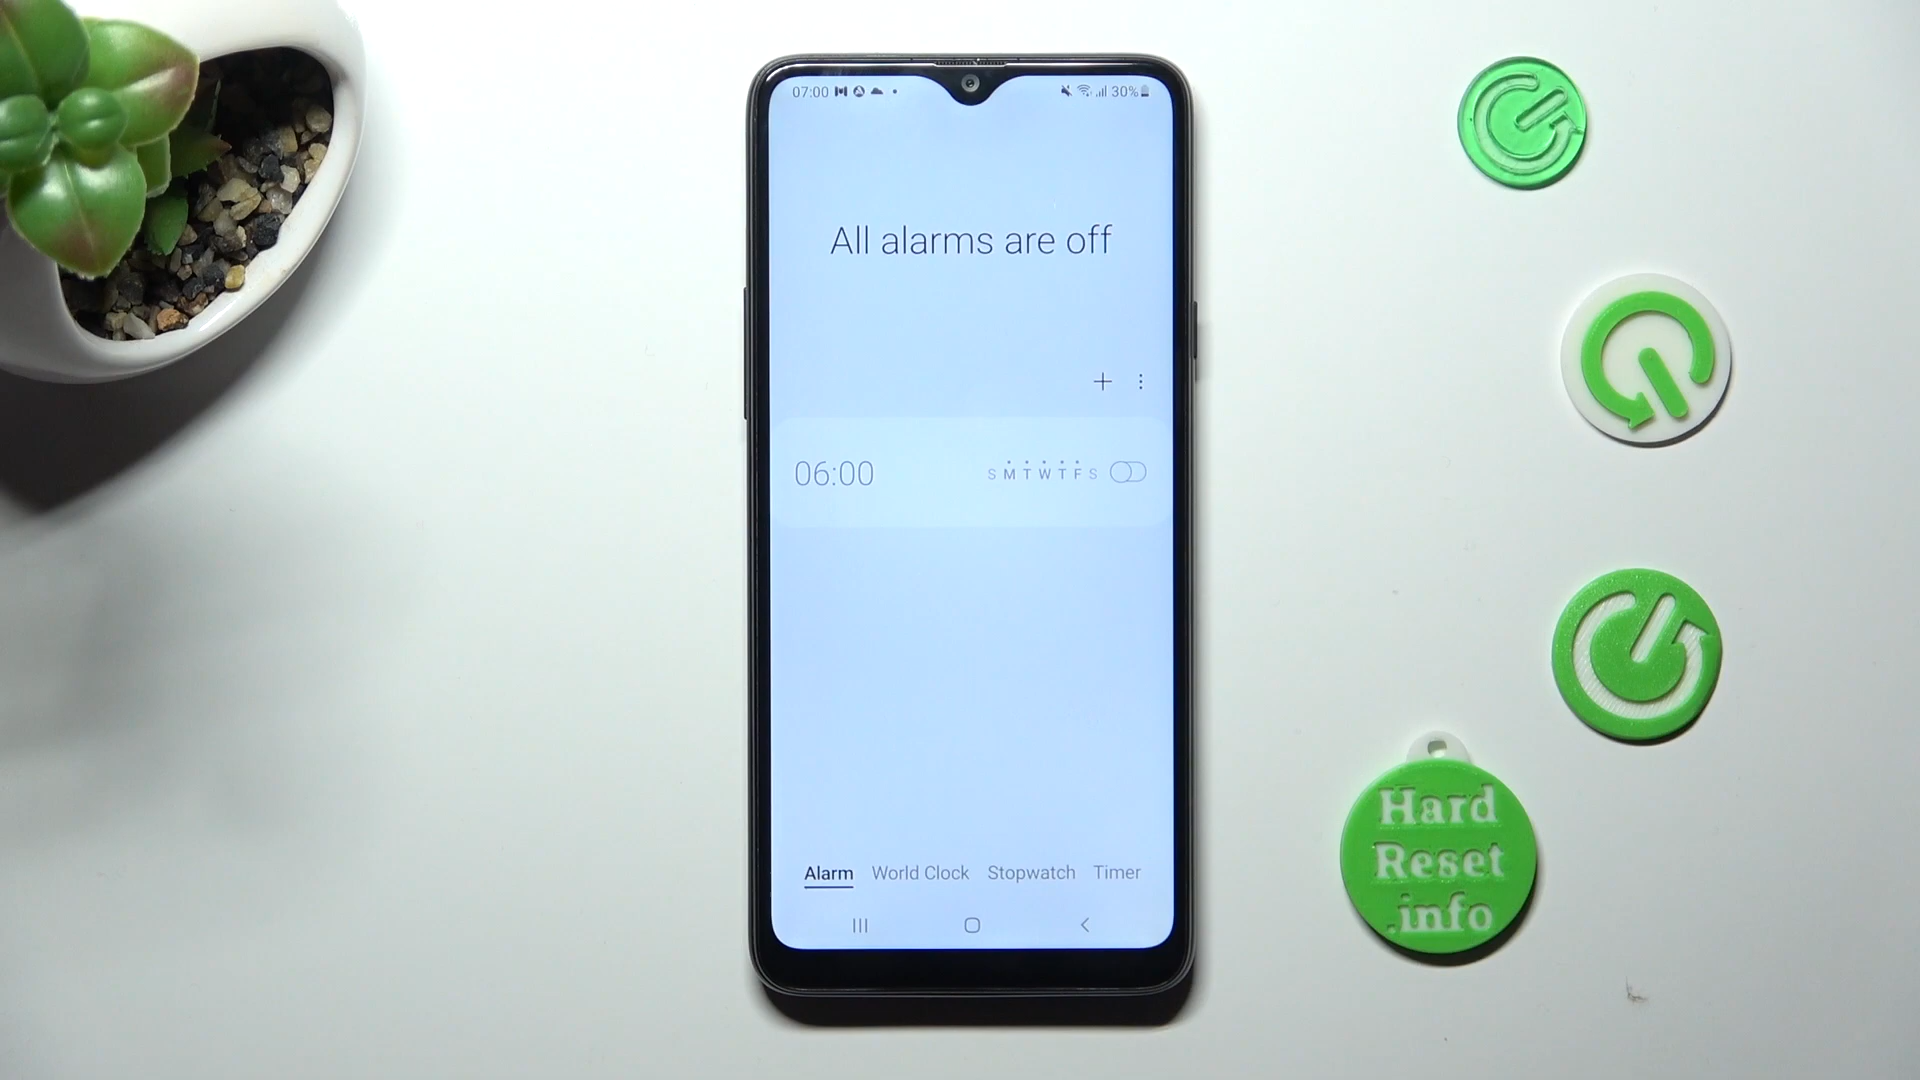 07:00 30%
All alarms are off
06:00 S M T W T F S
Alarm World Clock Stopwatch Timer
Hard
Reset
.info